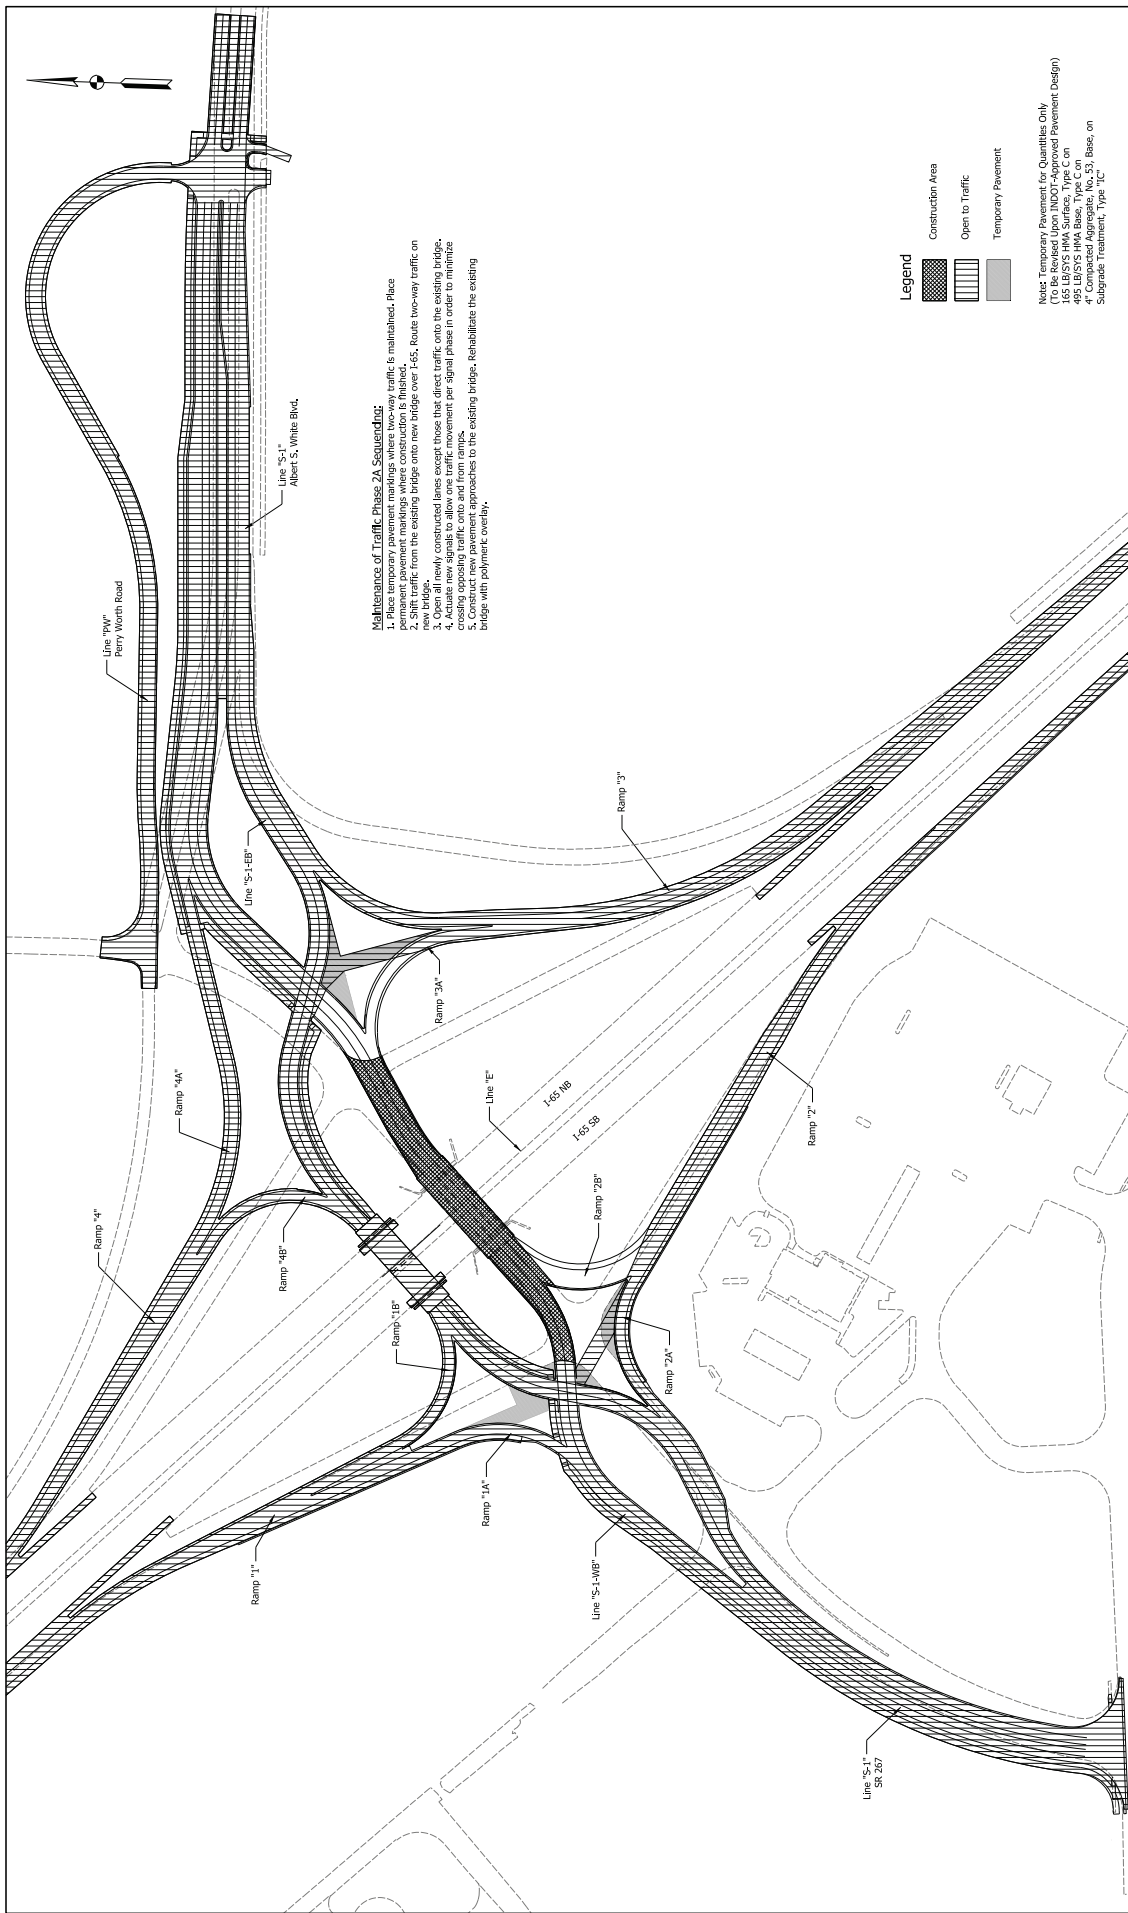 Maintenance of Traffic Phase 2A Sequencing:
1. Place temporary pavement markings where two-way traffic is maintained. Place
permanent pavement markings where construction is finished.
2. Shift traffic from the existing bridge onto new bridge over I-65. Route two-way traffic on
new bridge.
3. Open all newly constructed lanes except those that direct traffic onto the existing bridge.
4. Actuate new signals to allow one traffic movement per signal phase in order to minimize
crossing opposing traffic onto and from ramps.
5. Construct new pavement approaches to the existing bridge. Rehabilitate the existing
bridge with polymeric overlay.
Line "PW"
Perry Worth Road
Line "S-1"
Albert S. White Blvd.
Ramp "4"
Ramp "4A"
Line "S-1-EB"
Ramp "4B"
Ramp "1B"
Ramp "3A"
Ramp "3"
Ramp "1"
Ramp "1A"
Line "E"
I-65 NB
I-65 SB
Ramp "2B"
Line "S-1-WB"
Ramp "2A"
Ramp "2"
Line "S-1"
SR 267
Legend
Construction Area
Open to Traffic
Temporary Pavement
Note: Temporary Pavement for Quantities Only
(To Be Revised Upon INDOT-Approved Pavement Design)
165 LB/SYS HMA Surface, Type C on
495 LB/SYS HMA Base, Type C on
4" Compacted Aggregate, No. 53, Base, on
Subgrade Treatment, Type "IC"